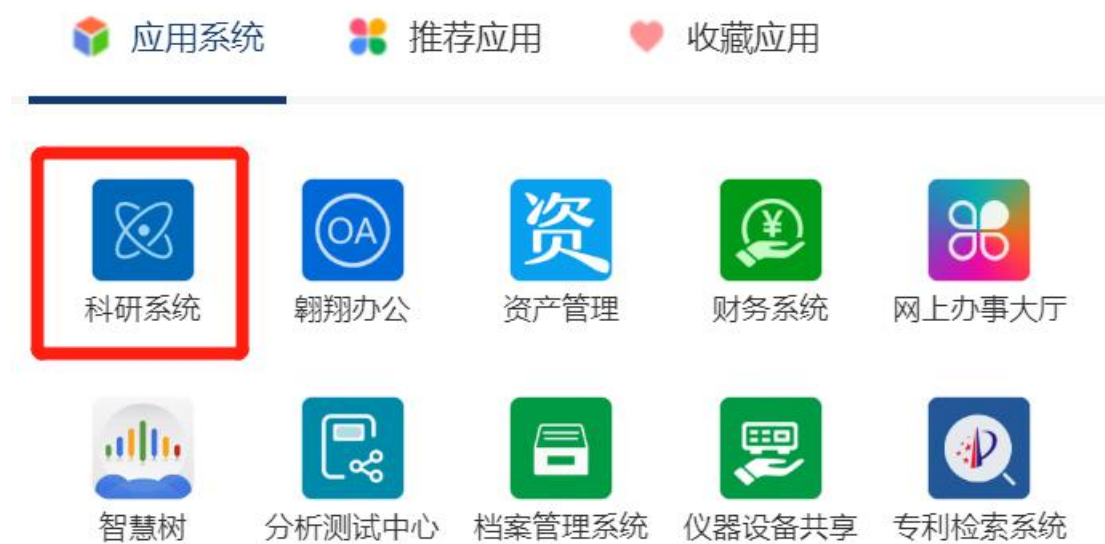 应用系统 推荐应用 收藏应用
OA 资 ¥
科研系统 翱翔办公 资产管理 财务系统 网上办事大厅
智慧树 分析测试中心 档案管理系统 仪器设备共享 专利检索系统